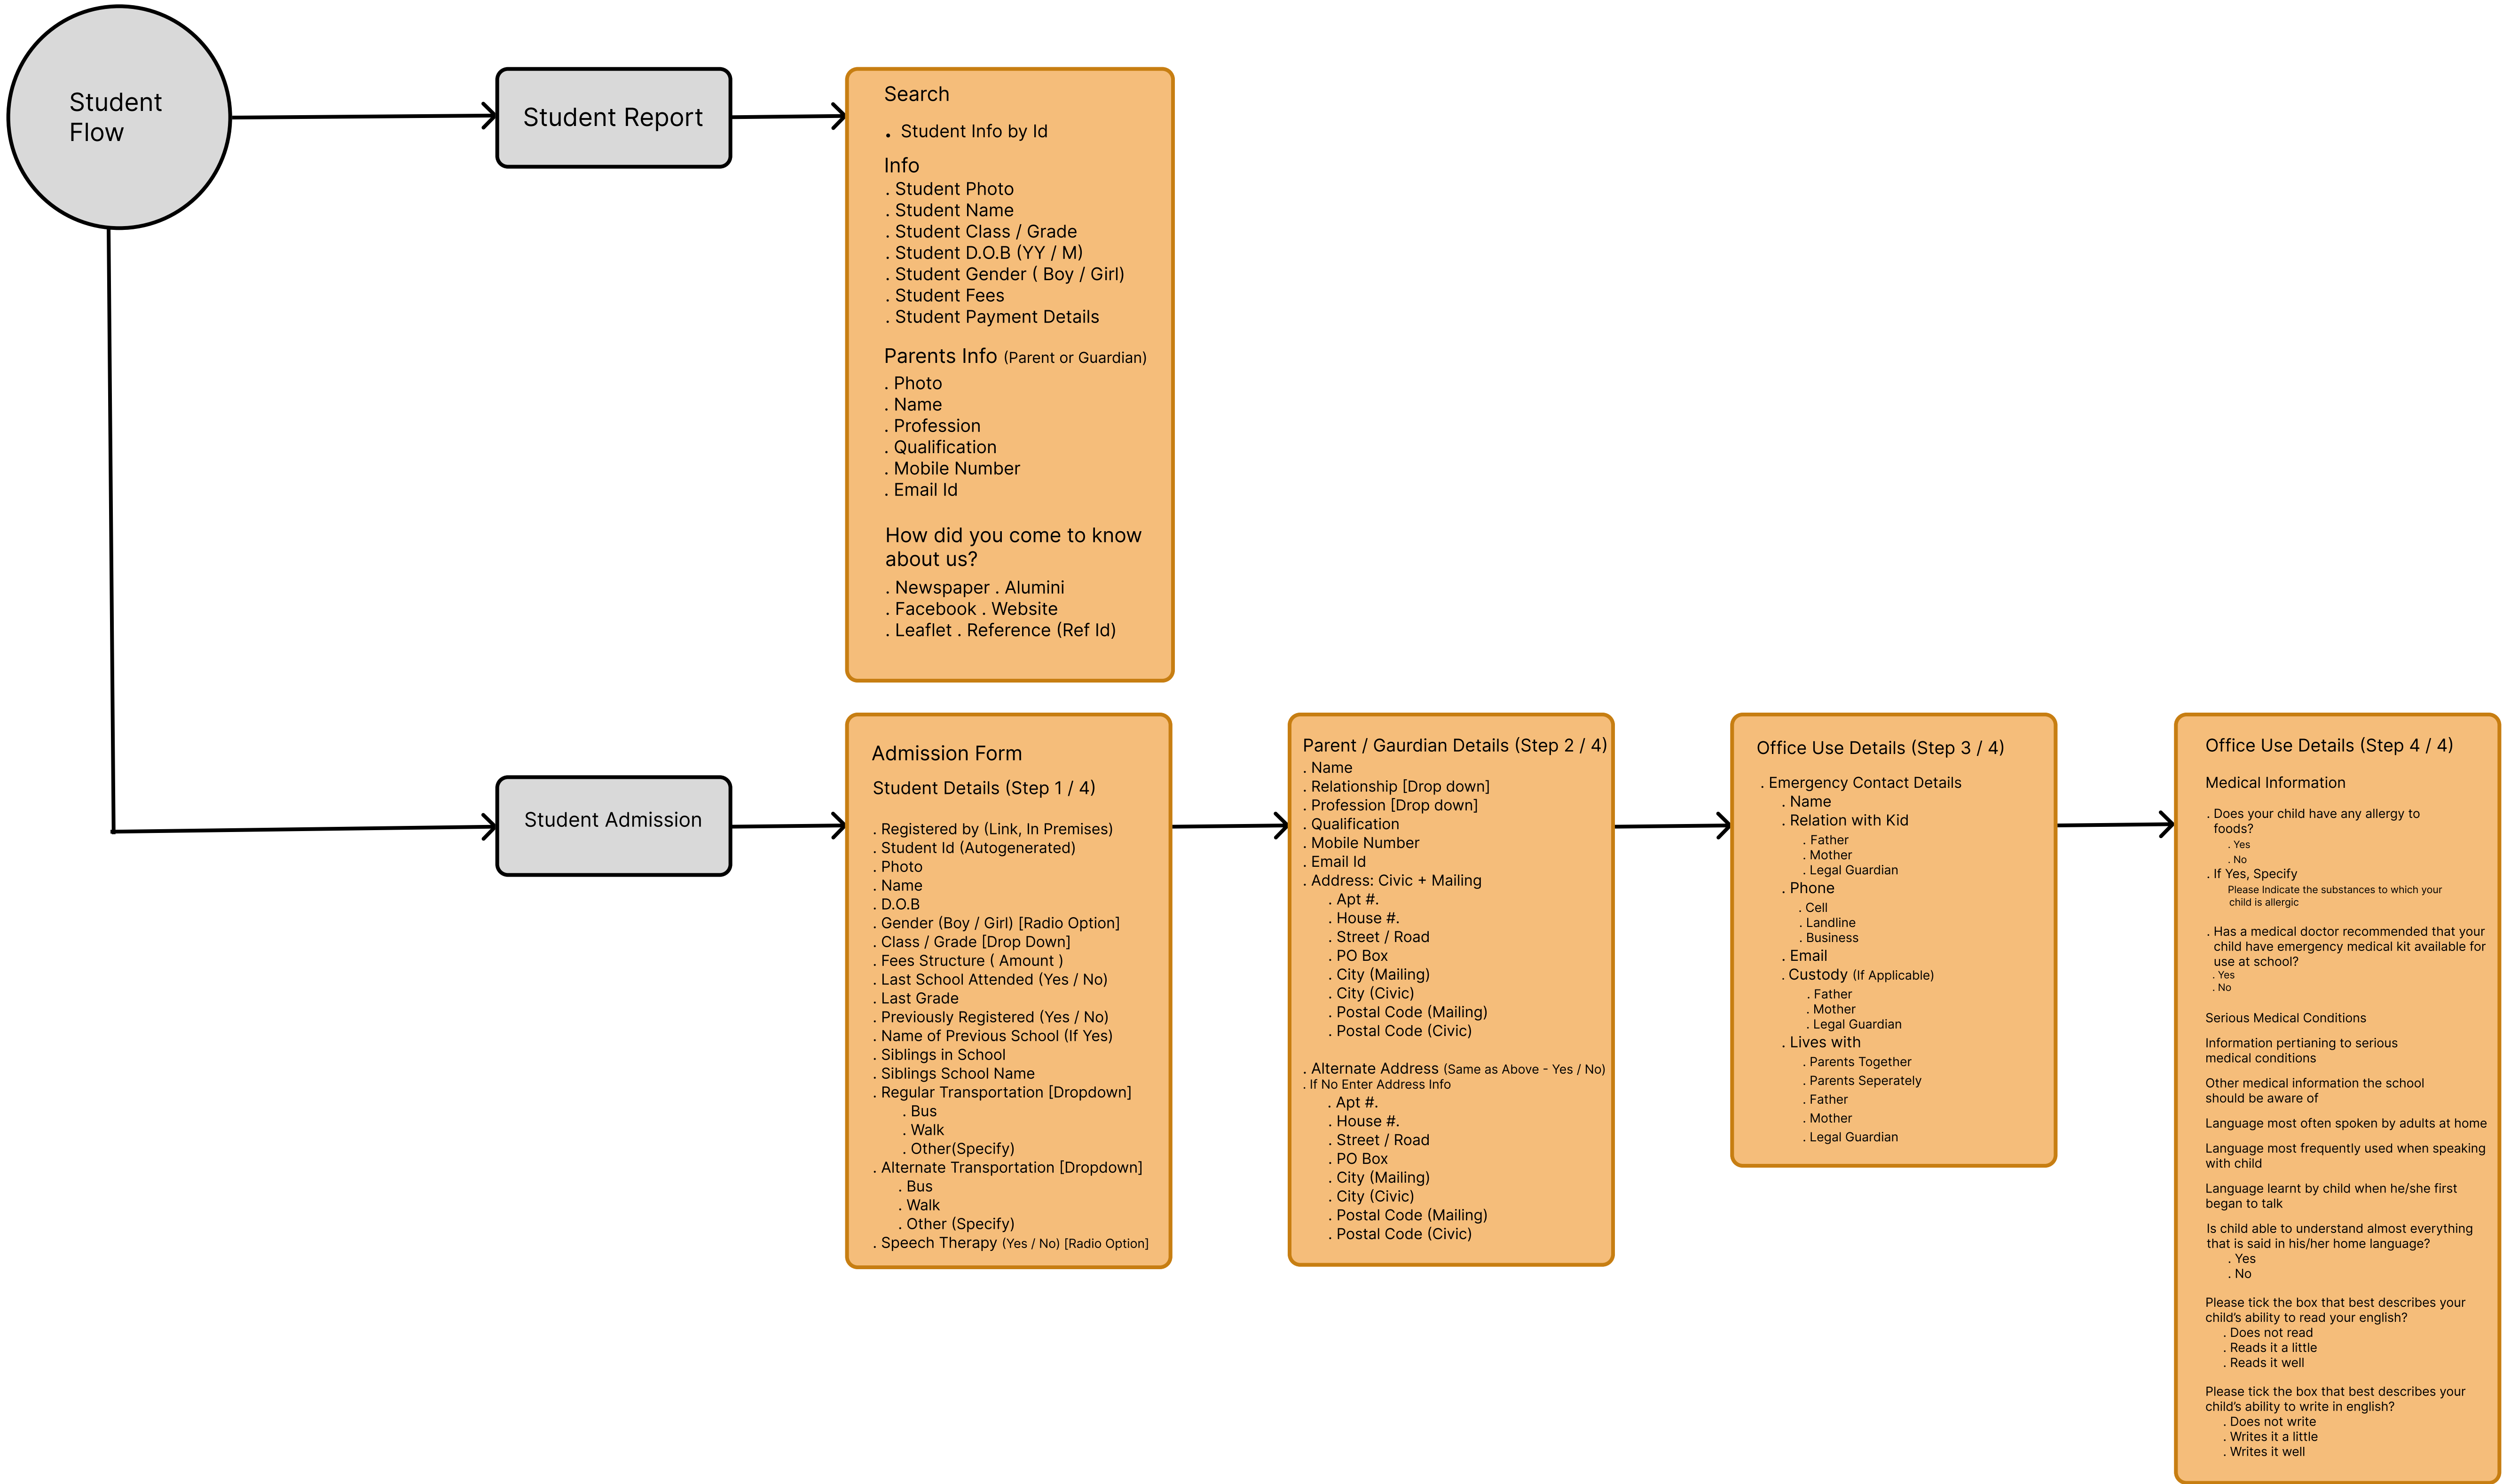 Student
Flow
Student Report
Search
. Student Info by Id
Info
. Student Photo
. Student Name
. Student Class / Grade
. Student D.O.B (YY / M)
. Student Gender ( Boy / Girl)
. Student Fees
. Student Payment Details
Parents Info (Parent or Guardian)
. Photo
. Name
. Profession
. Qualification
. Mobile Number
. Email Id
How did you come to know
about us?
. Newspaper . Alumini
. Facebook . Website
. Leaflet . Reference (Ref Id)
Student Admission
Admission Form
Student Details (Step 1 / 4)
. Registered by (Link, In Premises)
. Student Id (Autogenerated)
. Photo
. Name
. D.O.B
. Gender (Boy / Girl) [Radio Option]
. Class / Grade [Drop Down]
. Fees Structure ( Amount )
. Last School Attended (Yes / No)
. Last Grade
. Previously Registered (Yes / No)
. Name of Previous School (If Yes)
. Siblings in School
. Siblings School Name
. Regular Transportation [Dropdown]
. Bus
. Walk
. Other(Specify)
. Alternate Transportation [Dropdown]
. Bus
. Walk
. Other (Specify)
. Speech Therapy (Yes / No) [Radio Option]
Parent / Gaurdian Details (Step 2 / 4)
. Name
. Relationship [Drop down]
. Profession [Drop down]
. Qualification
. Mobile Number
. Email Id
. Address: Civic + Mailing
. Apt #.
. House #.
. Street / Road
. PO Box
. City (Mailing)
. City (Civic)
. Postal Code (Mailing)
. Postal Code (Civic)
. Alternate Address (Same as Above - Yes / No)
. If No Enter Address Info
. Apt #.
. House #.
. Street / Road
. PO Box
. City (Mailing)
. City (Civic)
. Postal Code (Mailing)
. Postal Code (Civic)
Office Use Details (Step 3 / 4)
. Emergency Contact Details
. Name
. Relation with Kid
. Father
. Mother
. Legal Guardian
. Phone
. Cell
. Landline
. Business
. Email
. Custody (If Applicable)
. Father
. Mother
. Legal Guardian
. Lives with
. Parents Together
. Parents Seperately
. Father
. Mother
. Legal Guardian
Office Use Details (Step 4 / 4)
Medical Information
. Does your child have any allergy to
foods?
. Yes
. No
. If Yes, Specify
Please Indicate the substances to which your
child is allergic
. Has a medical doctor recommended that your
child have emergency medical kit available for
use at school?
. Yes
. No
Serious Medical Conditions
Information pertianing to serious
medical conditions
Other medical information the school
should be aware of
Language most often spoken by adults at home
Language most frequently used when speaking
with child
Language learnt by child when he/she first
began to talk
Is child able to understand almost everything
that is said in his/her home language?
. Yes
. No
Please tick the box that best describes your
child's ability to read your english?
. Does not read
. Reads it a little
. Reads it well
Please tick the box that best describes your
child's ability to write in english?
. Does not write
. Writes it a little
. Writes it well